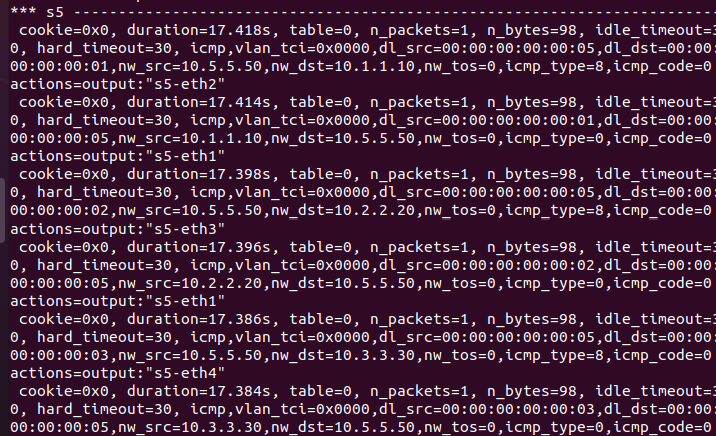 *** s5 ------------------------------------------------------------------------
cookie=0x0, duration=17.418s, table=0, n_packets=1, n_bytes=98, idle_timeout=3
0, hard_timeout=30, icmp,vlan_tci=0x0000,dl_src=00:00:00:00:00:05,dl_dst=00:00:
00:00:00:01,nw_src=10.5.5.50,nw_dst=10.1.1.10,nw_tos=0,icmp_type=8,icmp_code=0
actions=output:"s5-eth2"
cookie=0x0, duration=17.414s, table=0, n_packets=1, n_bytes=98, idle_timeout=3
0, hard_timeout=30, icmp,vlan_tci=0x0000,dl_src=00:00:00:00:00:01,dl_dst=00:00:
00:00:00:05,nw_src=10.1.1.10,nw_dst=10.5.5.50,nw_tos=0,icmp_type=0,icmp_code=0
actions=output:"s5-eth1"
cookie=0x0, duration=17.398s, table=0, n_packets=1, n_bytes=98, idle_timeout=3
0, hard_timeout=30, icmp,vlan_tci=0x0000,dl_src=00:00:00:00:00:05,dl_dst=00:00:
00:00:00:02,nw_src=10.5.5.50,nw_dst=10.2.2.20,nw_tos=0,icmp_type=8,icmp_code=0
actions=output:"s5-eth3"
cookie=0x0, duration=17.396s, table=0, n_packets=1, n_bytes=98, idle_timeout=3
0, hard_timeout=30, icmp,vlan_tci=0x0000,dl_src=00:00:00:00:00:02,dl_dst=00:00:
00:00:00:05,nw_src=10.2.2.20,nw_dst=10.5.5.50,nw_tos=0,icmp_type=0,icmp_code=0
actions=output:"s5-eth1"
cookie=0x0, duration=17.386s, table=0, n_packets=1, n_bytes=98, idle_timeout=3
0, hard_timeout=30, icmp,vlan_tci=0x0000,dl_src=00:00:00:00:00:05,dl_dst=00:00:
00:00:00:03,nw_src=10.5.5.50,nw_dst=10.3.3.30,nw_tos=0,icmp_type=8,icmp_code=0
actions=output:"s5-eth4"
cookie=0x0, duration=17.384s, table=0, n_packets=1, n_bytes=98, idle_timeout=3
0, hard_timeout=30, icmp,vlan_tci=0x0000,dl_src=00:00:00:00:00:03,dl_dst=00:00:
00:00:00:05,nw_src=10.3.3.30,nw_dst=10.5.5.50,nw_tos=0,icmp_type=0,icmp_code=0